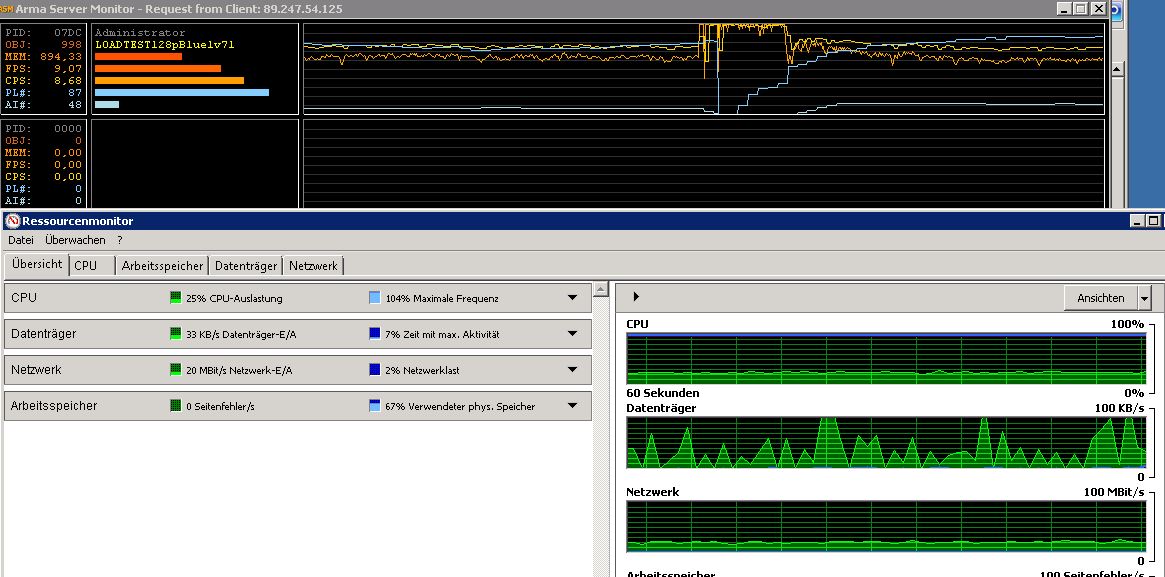 ASM Arma Server Monitor - Request from Client: 89.247.54.125
PID: 07DC Administrator
OBJ: 998 LOADTEST128pBluelv71
MEM: 894,33
FPS: 9,07
CPS: 8,68
PL#: 87
AI#: 48
PID: 0000
OBJ: 0
MEM: 0,00
FPS: 0,00
CPS: 0,00
PL#: 0
AI#: 0
Ressourcenmonitor
Datei Überwachen ?
Übersicht CPU Arbeitsspeicher Datenträger Netzwerk
CPU 25% CPU-Auslastung 104% Maximale Frequenz
Datenträger 33 KB/s Datenträger-E/A 7% Zeit mit max. Aktivität
Netzwerk 20 MBit/s Netzwerk-E/A 2% Netzwerklast
Arbeitsspeicher 0 Seitenfehler/s 67% Verwendeter phys. Speicher
Ansichten
CPU 100%
60 Sekunden 0%
Datenträger 100 KB/s
0
Netzwerk 100 MBit/s
0
Arbeitsspeicher 100 Seitenfehler/s